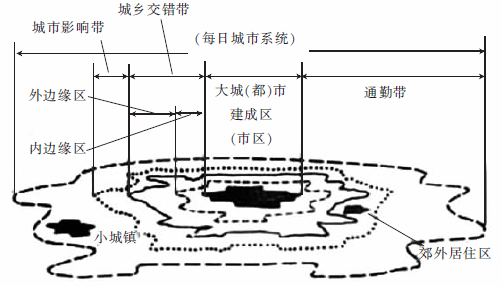 城乡交错带
城市影响带
(每日城市系统)
外边缘区
大城(都)市
建成区
(市区)
通勤带
内边缘区
小城镇
郊外居住区